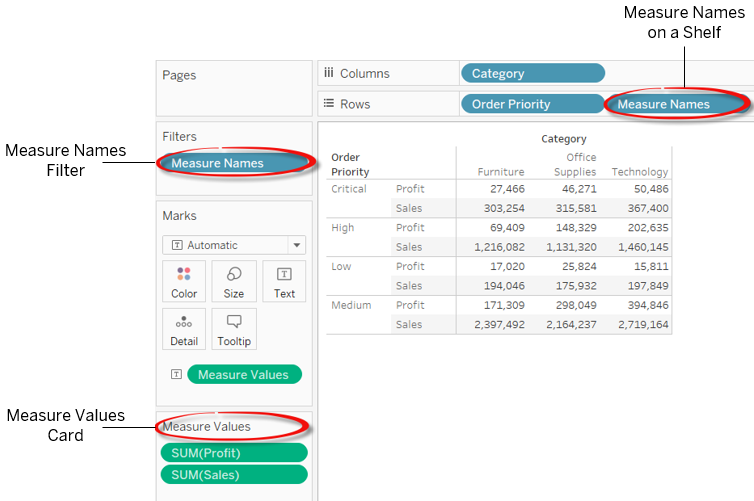 Measure Names
on a Shelf
Pages
Columns
Category
Rows
Order Priority
Measure Names
Measure Names
Filter
Filters
Measure Names
Marks
Automatic
Color
Size
Text
Detail
Tooltip
Measure Values
Measure Values
Card
Measure Values
SUM(Profit)
SUM(Sales)
Category
Order
Priority
Furniture
Office
Supplies
Technology
Critical Profit 27,466 46,271 50,486
Sales 303,254 315,581 367,400
High Profit 69,409 148,329 202,635
Sales 1,216,082 1,131,320 1,460,145
Low Profit 17,020 25,824 15,811
Sales 194,046 175,932 197,849
Medium Profit 171,309 298,049 394,846
Sales 2,397,492 2,164,237 2,719,164